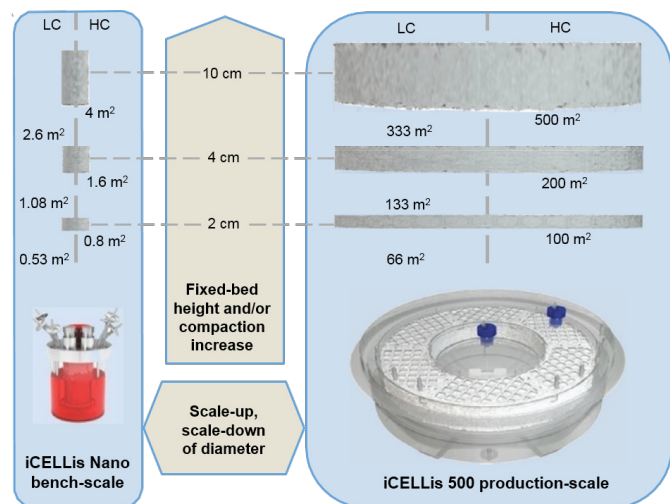 LC HC
LC HC
10 cm
4 m²
500 m²
2.6 m²
333 m²
4 cm
1.6 m²
200 m²
1.08 m²
133 m²
2 cm
0.8 m²
100 m²
0.53 m²
66 m²
Fixed-bed
height and/or
compaction
increase
Scale-up,
scale-down
of diameter
iCELLis Nano
bench-scale
iCELLis 500 production-scale